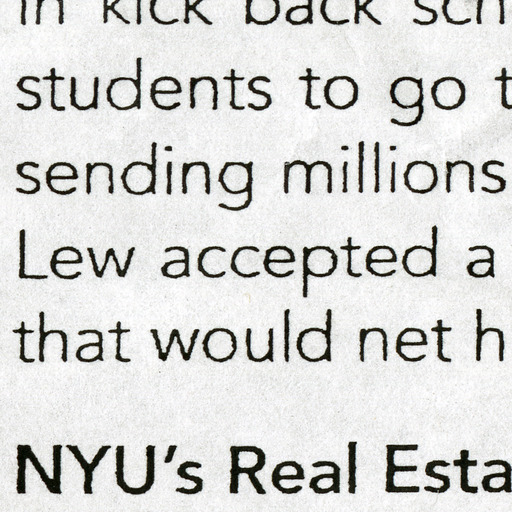 in kick back sch
students to go t
sending millions
Lew accepted a
that would net h
NYU's Real Esta